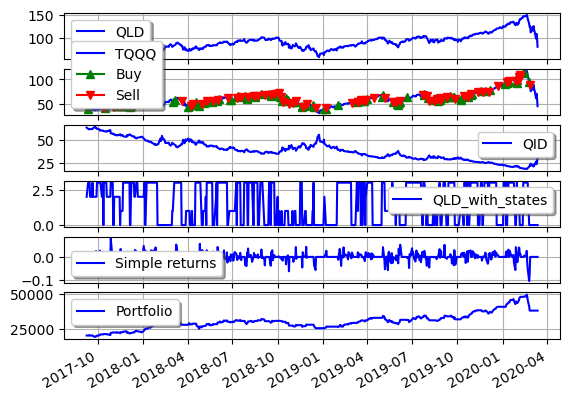 150
100
QLD
TQQQ
Buy
Sell
100
50
50
25
QID
2.5
0.0
QLD_with_states
0.0
−0.1
Simple returns
50000
25000
Portfolio
2017-10
2018-01
2018-04
2018-07
2018-10
2019-01
2019-04
2019-07
2019-10
2020-01
2020-04